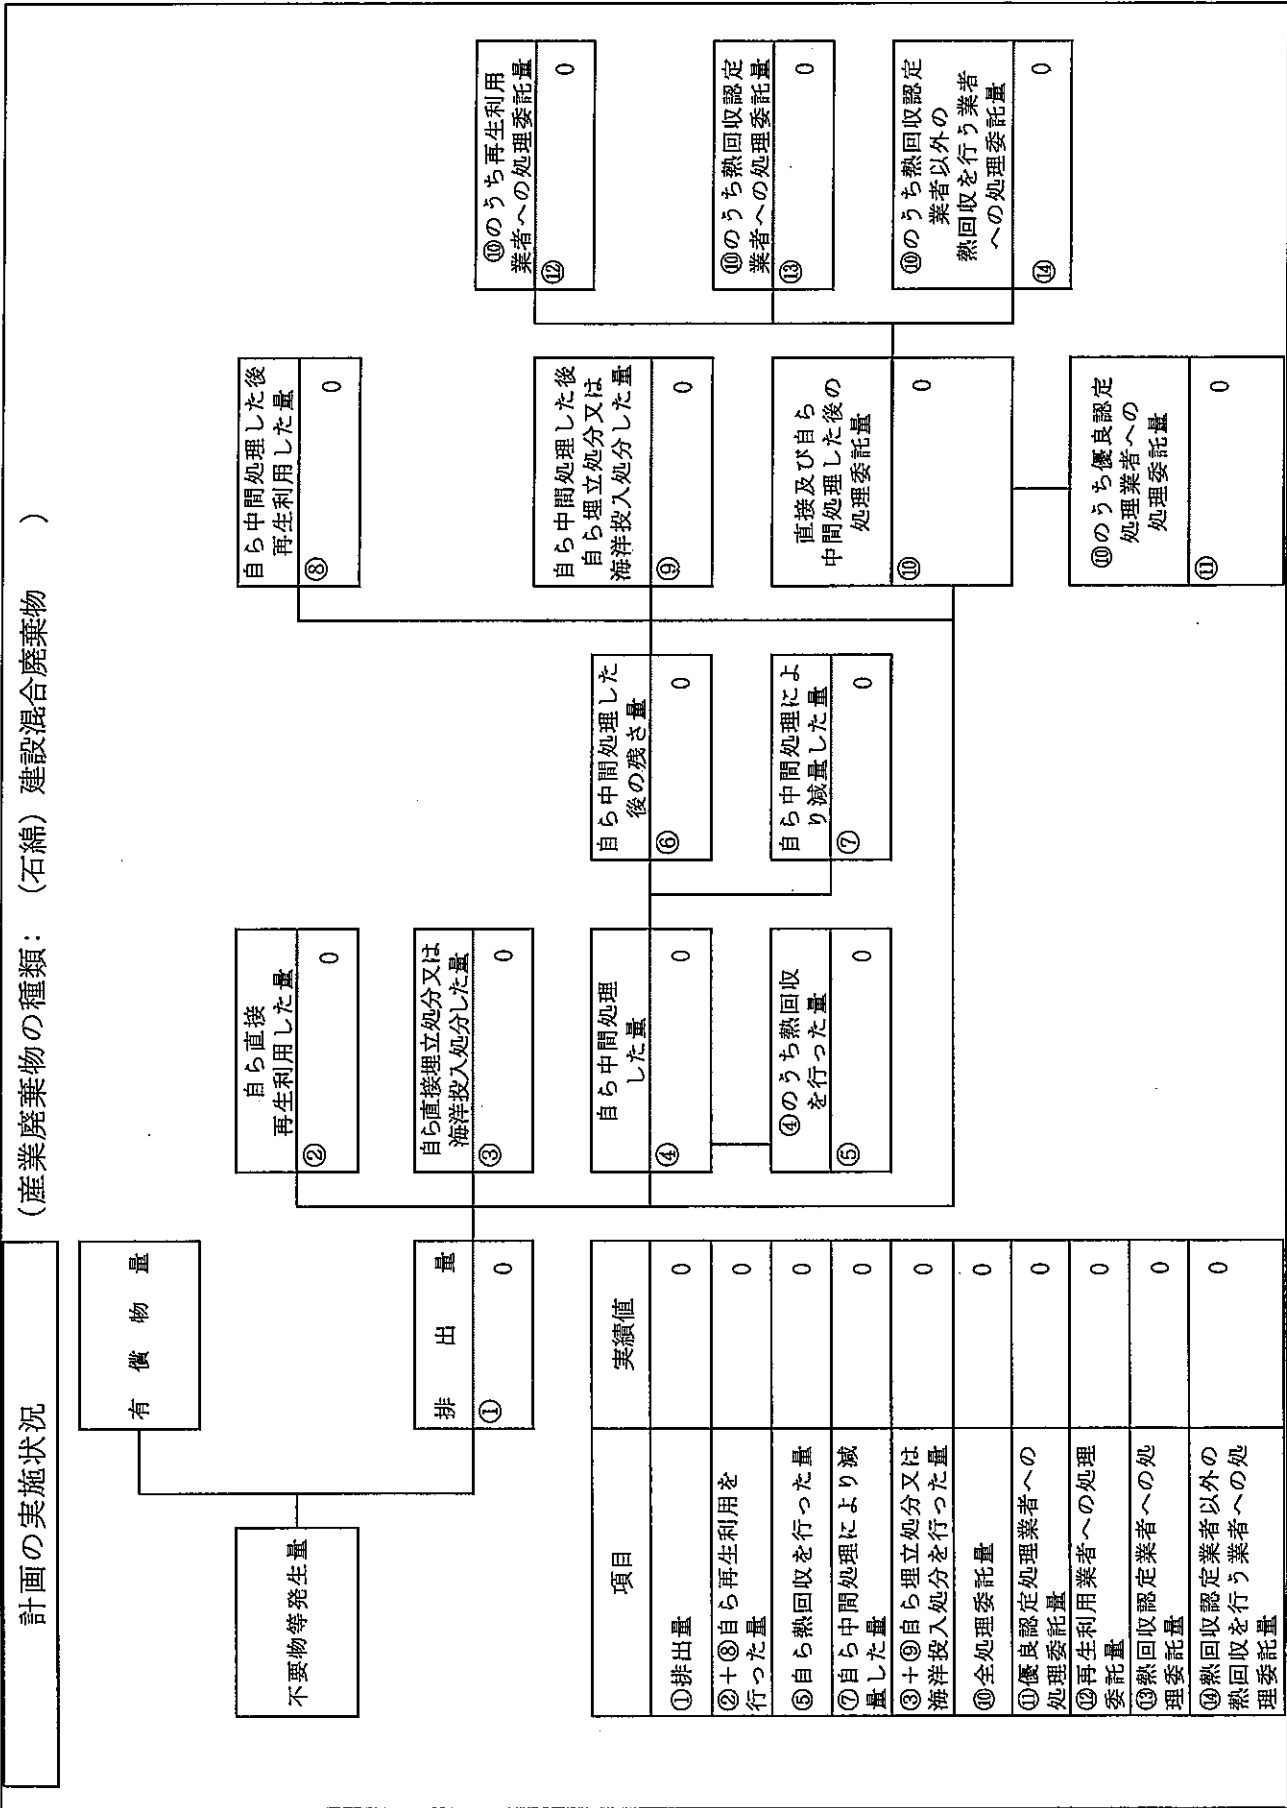 計画の実施状況
(産業廃棄物の種類： (石綿) 建設混合廃棄物 )
不要物等発生量
有 償 物 量
排 出 量
① 0
自ら直接
再生利用した量
② 0
自ら直接埋立処分又は
海洋投入処分した量
③ 0
自ら中間処理
した量
④ 0
④のうち熱回収
を行った量
⑤ 0
自ら中間処理した
後の残さ量
⑥ 0
自ら中間処理によ
り減量した量
⑦ 0
自ら中間処理した後
再生利用した量
⑧ 0
自ら中間処理した後
自ら埋立処分又は
海洋投入処分した量
⑨ 0
直接及び自ら
中間処理した後の
処理委託量
⑩ 0
⑩のうち優良認定
処理業者への
処理委託量
⑪ 0
⑩のうち再生利用
業者への処理委託量
⑫ 0
⑩のうち熱回収認定
業者への処理委託量
⑬ 0
⑩のうち熱回収認定
業者以外の
熱回収を行う業者
への処理委託量
⑭ 0
項目 実績値
①排出量 0
②＋⑧自ら再生利用を
行った量 0
⑤自ら熱回収を行った量 0
⑦自ら中間処理により減
量した量 0
③＋⑨自ら埋立処分又は
海洋投入処分を行った量 0
⑩全処理委託量 0
⑪優良認定処理業者への
処理委託量 0
⑫再生利用業者への処理
委託量 0
⑬熱回収認定業者への処
理委託量 0
⑭熱回収認定業者以外の
熱回収を行う業者への処
理委託量 0